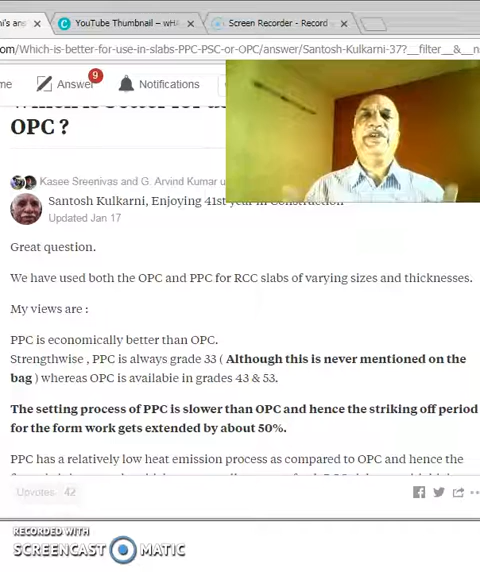 i's ans
YouTube Thumbnail – wHi
Screen Recorder - Record
om/Which-is-better-for-use-in-slabs-PPC-PSC-or-OPC/answer/Santosh-Kulkarni-37?__filter__&__n
me
Answer
9
Notifications
OPC ?
Kasee Sreenivas and G. Arvind Kumar u
Santosh Kulkarni, Enjoying 41st year in Construction
Updated Jan 17
Great question.
We have used both the OPC and PPC for RCC slabs of varying sizes and thicknesses.
My views are :
PPC is economically better than OPC.
Strengthwise , PPC is always grade 33 ( Although this is never mentioned on the
bag ) whereas OPC is available in grades 43 & 53.
The setting process of PPC is slower than OPC and hence the striking off period
for the form work gets extended by about 50%.
PPC has a relatively low heat emission process as compared to OPC and hence the
Upvotes 42
RECORDED WITH
SCREENCAST MATIC